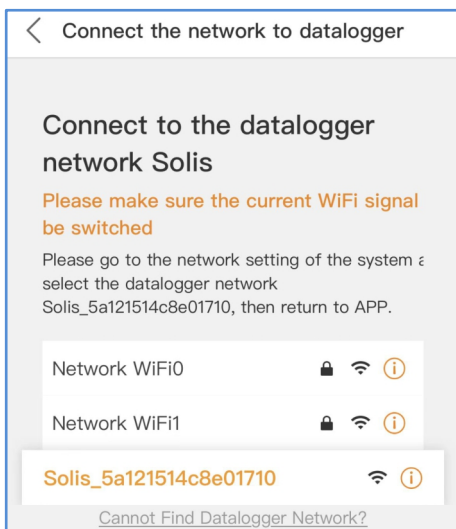 Connect the network to datalogger
Connect to the datalogger
network Solis
Please make sure the current WiFi signal
be switched
Please go to the network setting of the system a
select the datalogger network
Solis_5a121514c8e01710, then return to APP.
Network WiFi0
Network WiFi1
Solis_5a121514c8e01710
Cannot Find Datalogger Network?